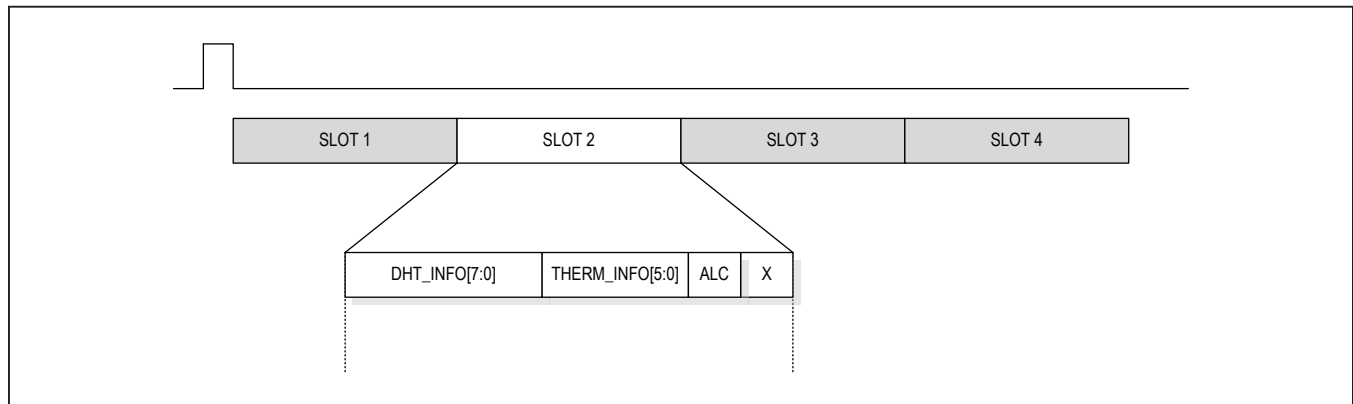 SLOT 1 SLOT 2 SLOT 3 SLOT 4
DHT_INFO[7:0] THERM_INFO[5:0] ALC X